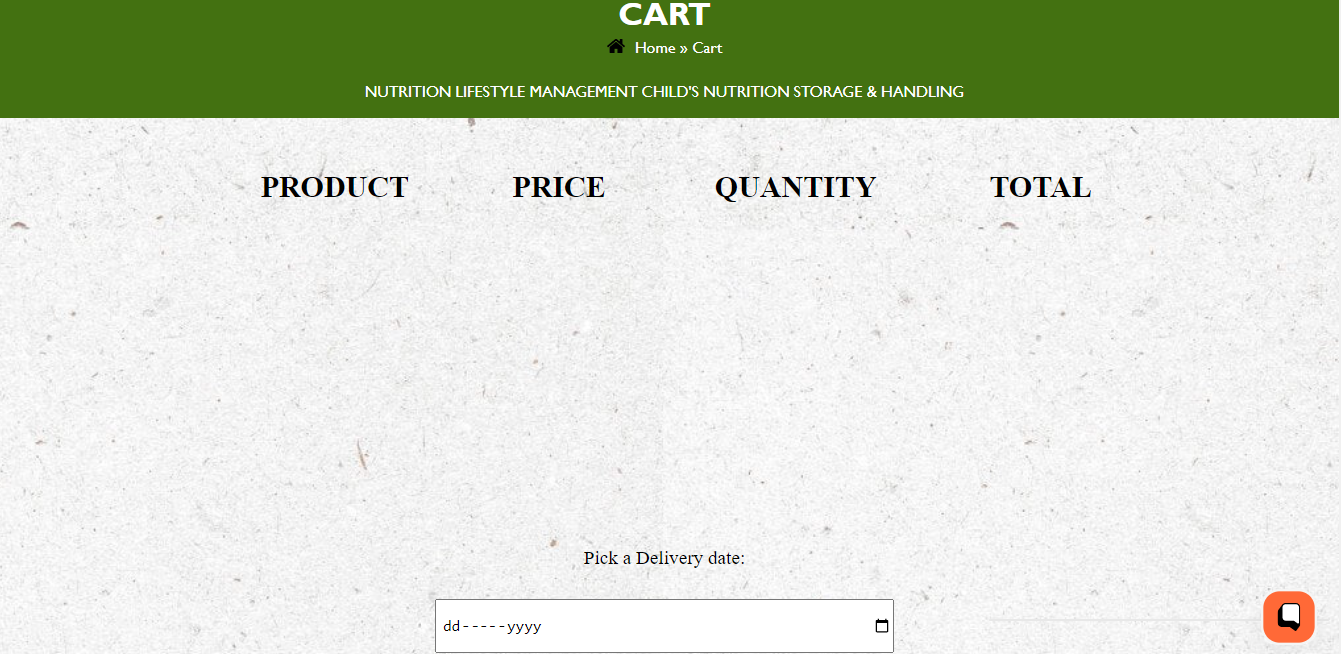 CART
Home » Cart
NUTRITION LIFESTYLE MANAGEMENT CHILD'S NUTRITION STORAGE & HANDLING
PRODUCT PRICE QUANTITY TOTAL
Pick a Delivery date:
dd-----yyyy